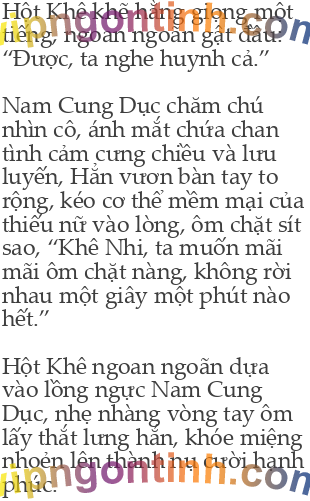 Hột Khê khẽ hắng giọng một
tiếng, ngoan ngoãn gật đầu:
“Được, ta nghe huynh cả.”
Nam Cung Dục chăm chú
nhìn cô, ánh mắt chứa chan
tình cảm cưng chiều và lưu
luyến, Hắn vươn bàn tay to
rộng, kéo cơ thể mềm mại của
thiếu nữ vào lòng, ôm chặt sít
sao, “Khê Nhi, ta muốn mãi
mãi ôm chặt nàng, không rời
nhau một giây một phút nào
hết.”
Hột Khê ngoan ngoãn dựa
vào lồng ngực Nam Cung
Dục, nhẹ nhàng vòng tay ôm
lấy thắt lưng hắn, khóe miệng
nhoẻn lên thành nụ cười hạnh
phúc.
vipngontinh.com
vipngontinh.com